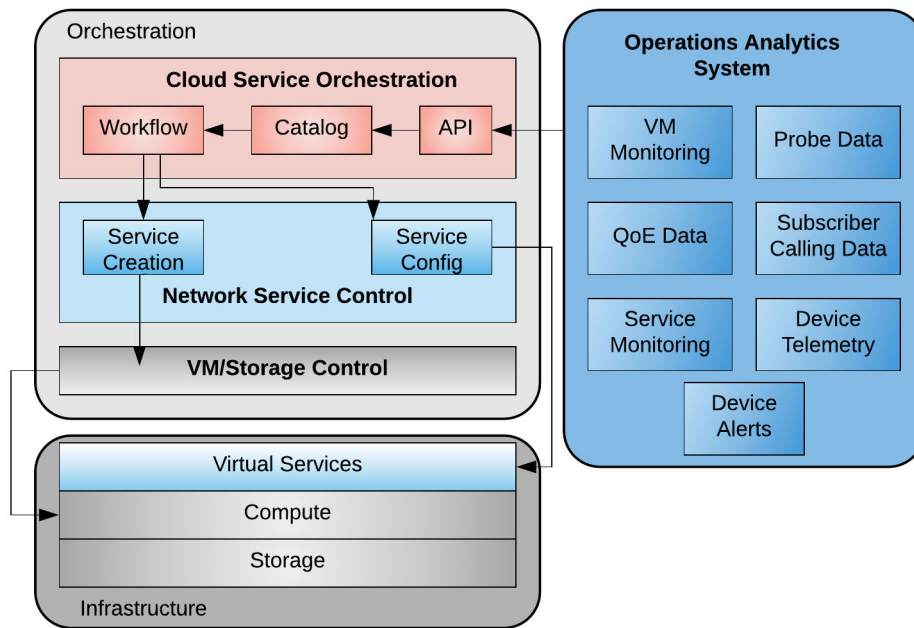 Orchestration
Cloud Service Orchestration
Workflow
Catalog
API
Service
Creation
Service
Config
Network Service Control
VM/Storage Control
Virtual Services
Compute
Storage
Infrastructure
Operations Analytics
System
VM
Monitoring
Probe Data
QoE Data
Subscriber
Calling Data
Service
Monitoring
Device
Telemetry
Device
Alerts